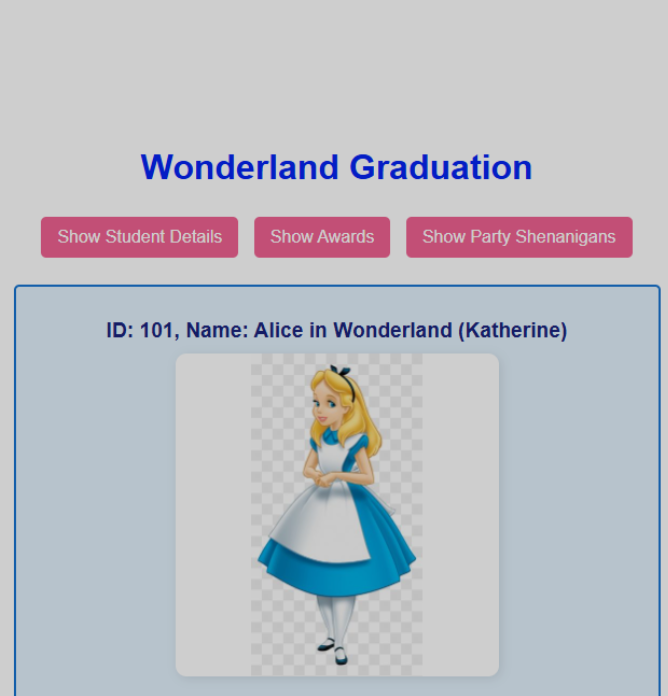 Wonderland Graduation
Show Student Details
Show Awards
Show Party Shenanigans
ID: 101, Name: Alice in Wonderland (Katherine)